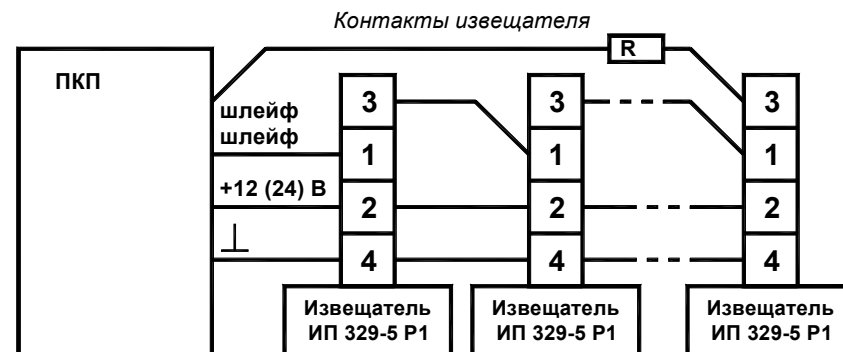 Контакты извещателя
R
ПКП
шлейф
шлейф
+12 (24) В
3
1
2
4
3
1
2
4
3
1
2
4
Извещатель
ИП 329-5 Р1
Извещатель
ИП 329-5 Р1
Извещатель
ИП 329-5 Р1